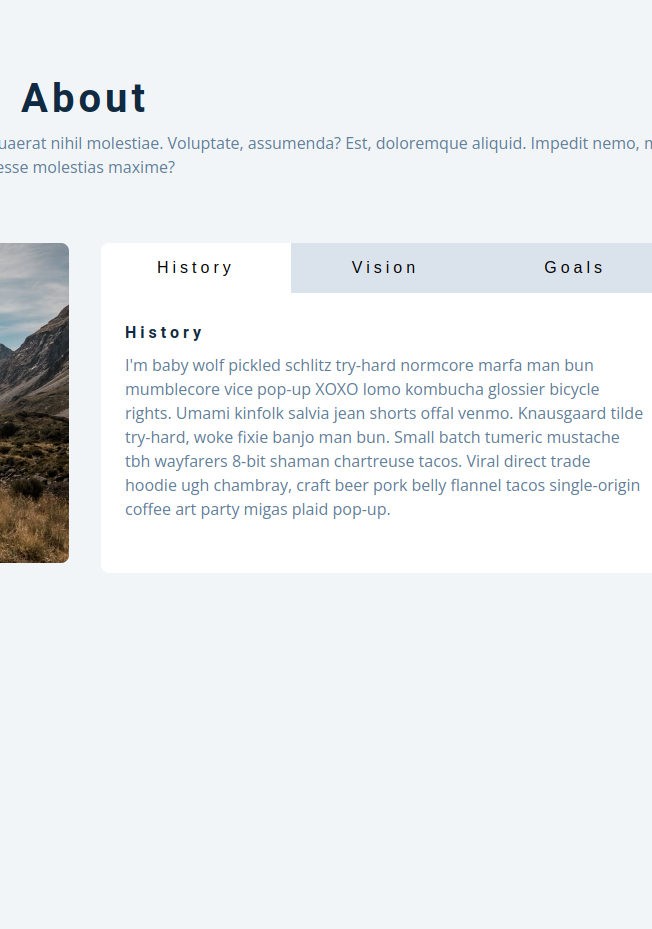 About
nihil molestiae. Voluptate, assumenda? Est, doloremque aliquid. Impedit nemo,
esse molestias maxime?
History Vision Goals
History
I'm baby wolf pickled schlitz try-hard normcore marfa man bun
mumblecore vice pop-up XOXO lomo kombucha glossier bicycle
rights. Umami kinfolk salvia jean shorts offal venmo. Knausgaard tilde
try-hard, woke fixie banjo man bun. Small batch tumeric mustache
tbh wayfarers 8-bit shaman chartreuse tacos. Viral direct trade
hoodie ugh chambray, craft beer pork belly flannel tacos single-origin
coffee art party migas plaid pop-up.